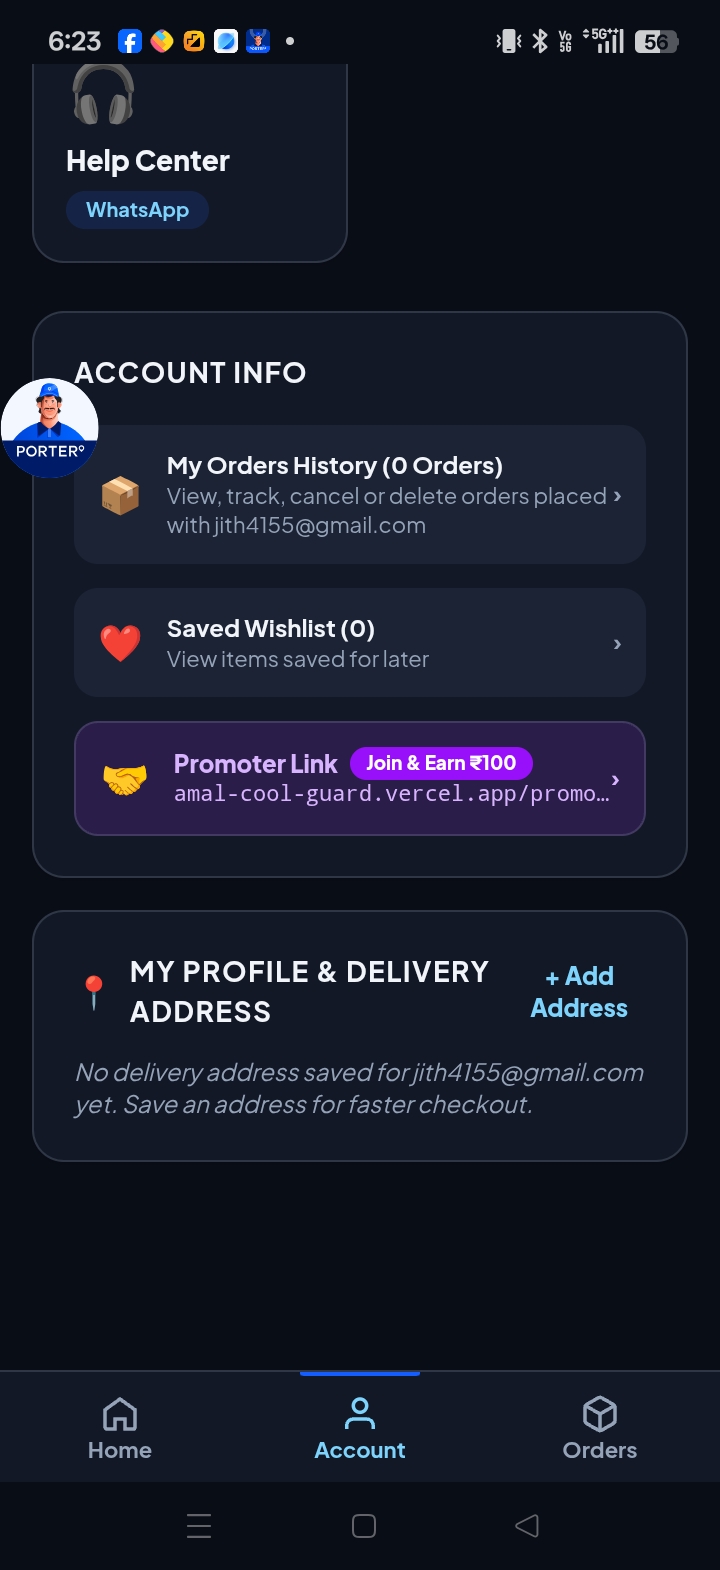 6:23
Vo 5G
5G++
56
Help Center
WhatsApp
ACCOUNT INFO
PORTER
My Orders History (0 Orders)
View, track, cancel or delete orders placed ›
with jith4155@gmail.com
Saved Wishlist (0)
View items saved for later ›
Promoter Link Join & Earn ₹100
amal-cool-guard.vercel.app/promo… ›
MY PROFILE & DELIVERY
ADDRESS
+ Add
Address
No delivery address saved for jith4155@gmail.com
yet. Save an address for faster checkout.
Home
Account
Orders